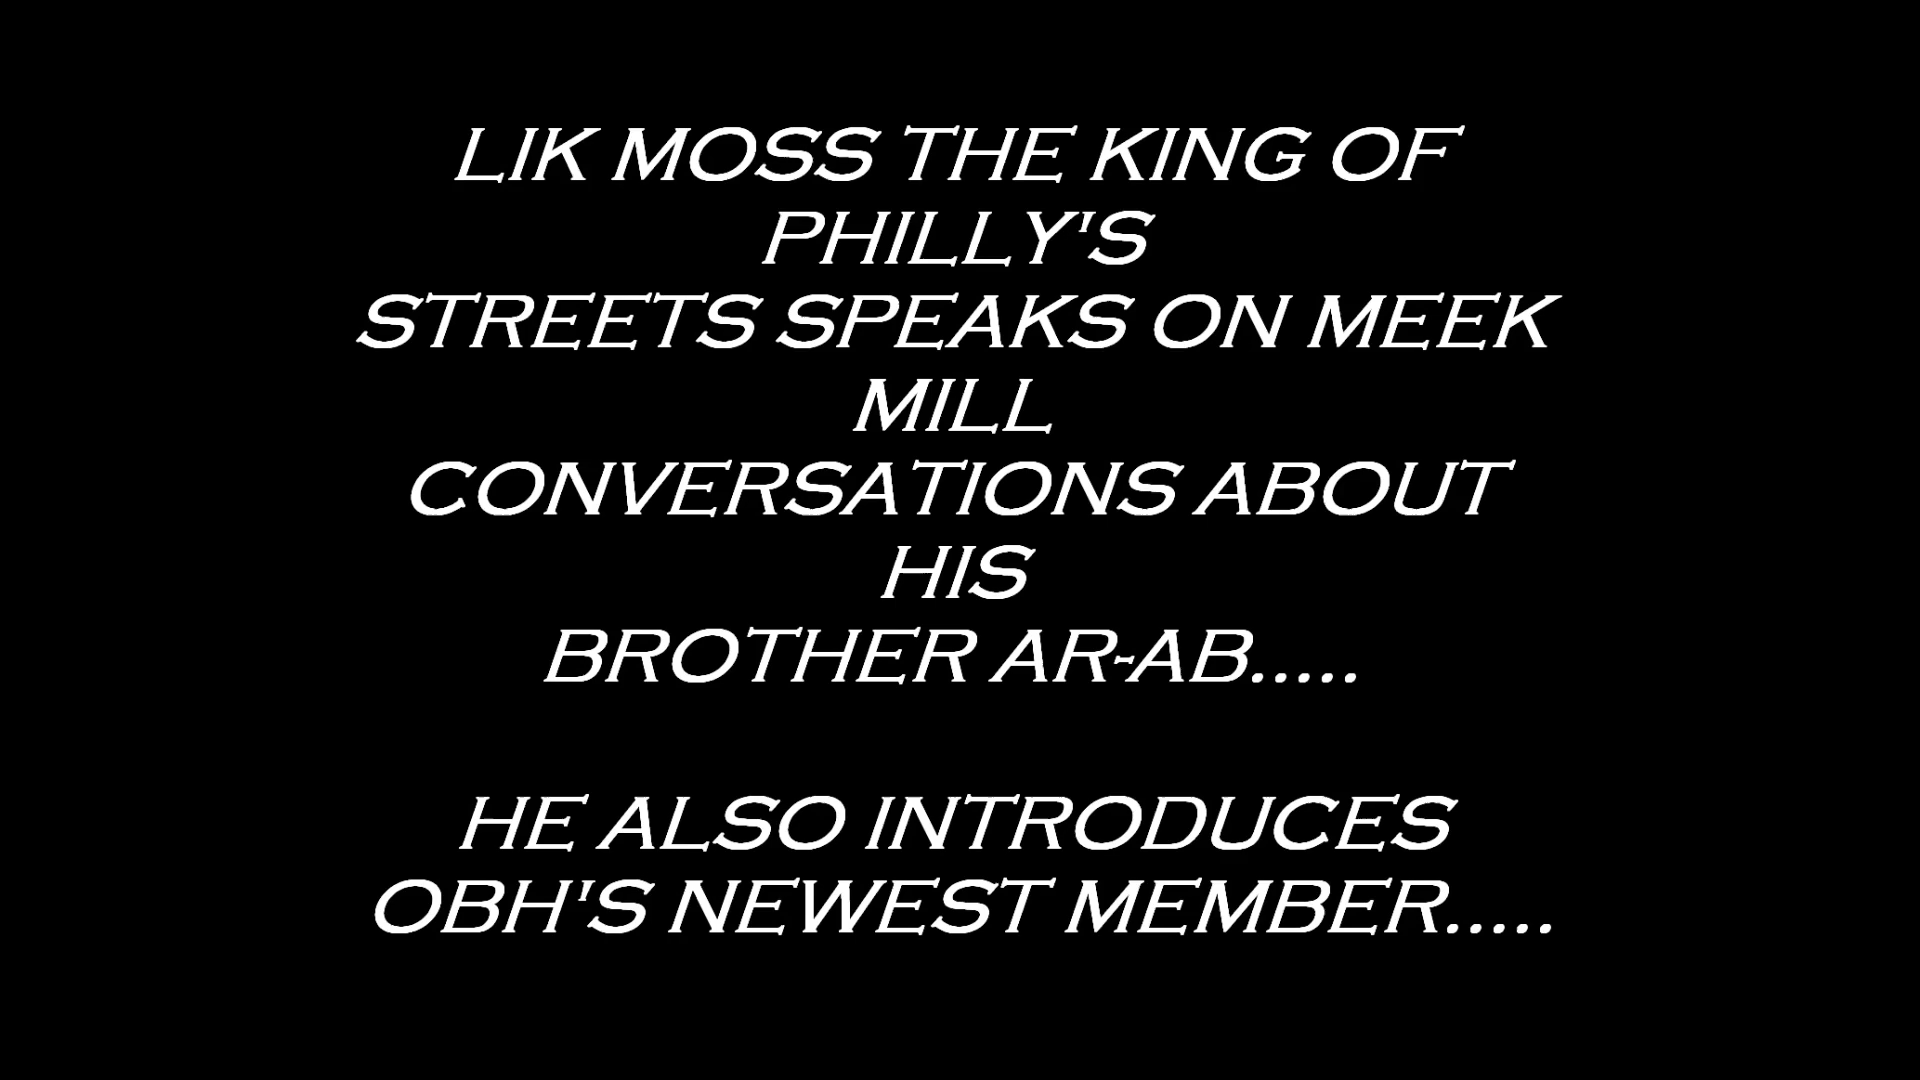 LIK MOSS THE KING OF
PHILLY'S
STREETS SPEAKS ON MEEK
MILL
CONVERSATIONS ABOUT
HIS
BROTHER AR-AB.....
HE ALSO INTRODUCES
OBH'S NEWEST MEMBER.....